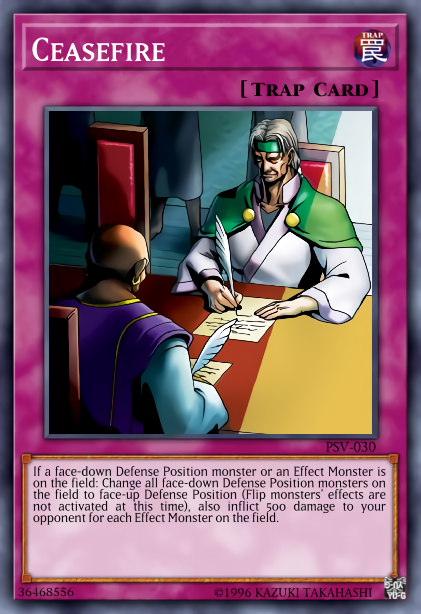 CEASEFIRE
TRAP
罠
[TRAP CARD]
PSV-030
If a face-down Defense Position monster or an Effect Monster is
on the field: Change all face-down Defense Position monsters on
the field to face-up Defense Position (Flip monsters' effects are
not activated at this time), also inflict 500 damage to your
opponent for each Effect Monster on the field.
36468556
©1996 KAZUKI TAKAHASHI